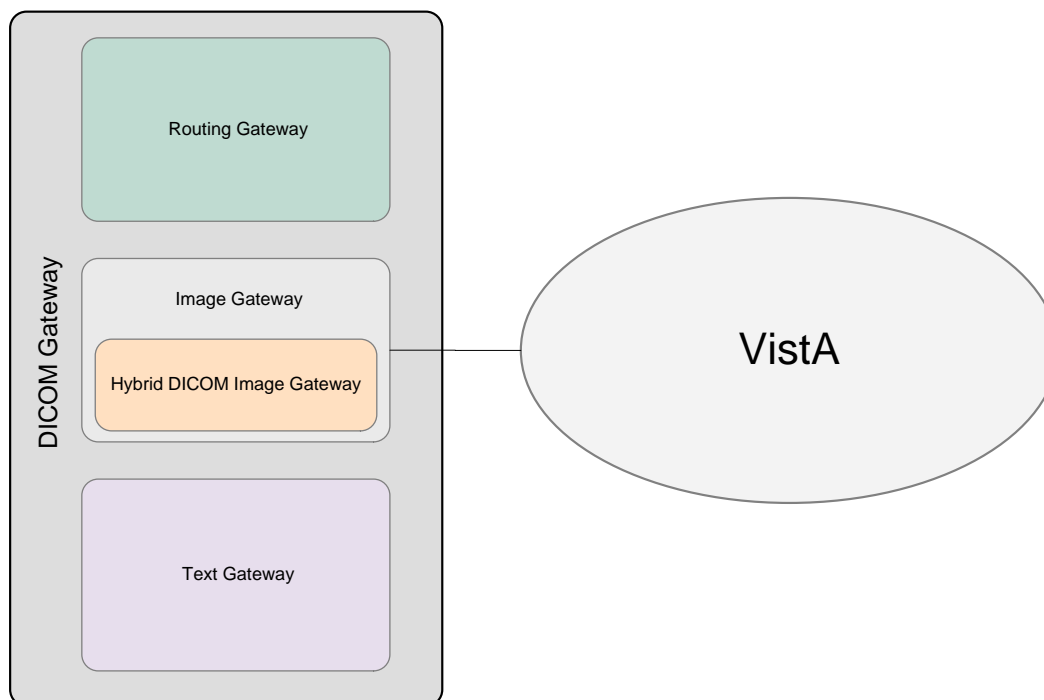 DICOM Gateway
Routing Gateway
Image Gateway
Hybrid DICOM Image Gateway
Text Gateway
VistA